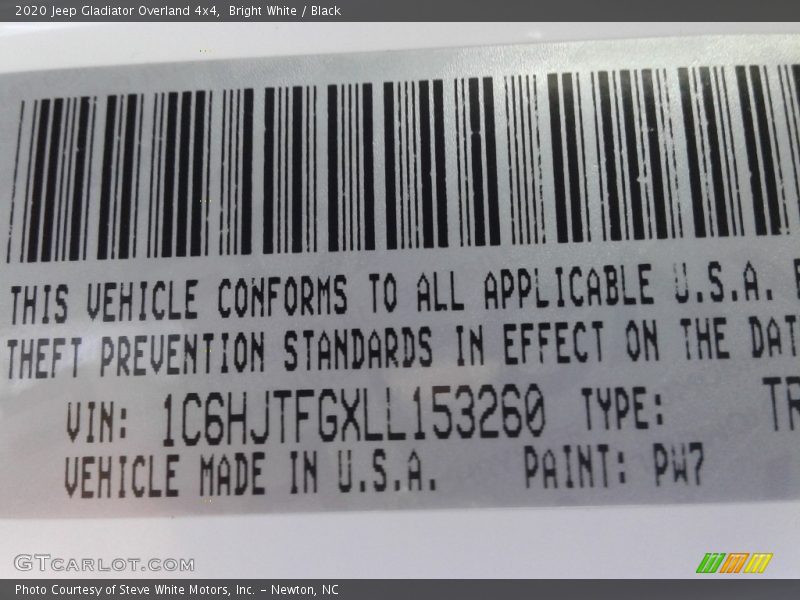 2020 Jeep Gladiator Overland 4x4,  Bright White / Black
THIS VEHICLE CONFORMS TO ALL APPLICABLE U.S.A.
THEFT PREVENTION STANDARDS IN EFFECT ON THE DAT
VIN: 1C6HJTFGXLL153260 TYPE: TR
VEHICLE MADE IN U.S.A. PAINT: PW7
GTCARLOT.COM
Photo Courtesy of Steve White Motors, Inc. – Newton, NC